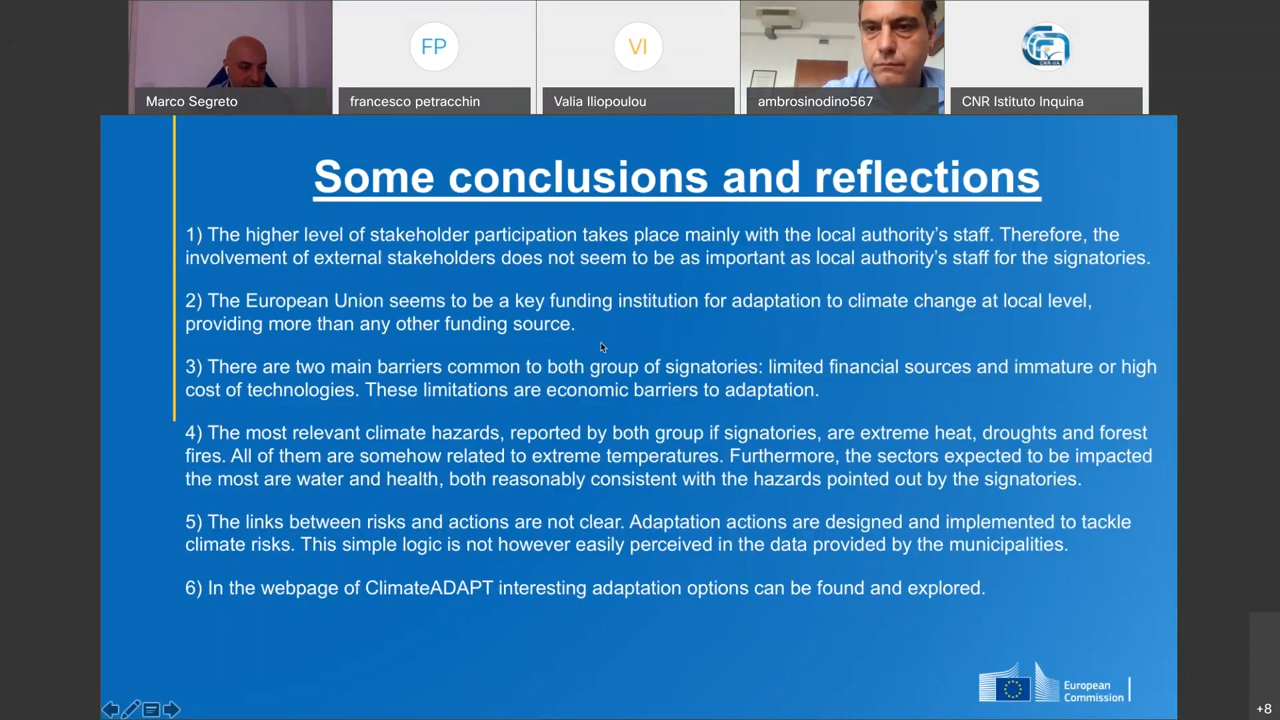 FP
VI
Marco Segreto
francesco petracchin
Valia Iliopoulou
ambrosinodino567
CNR Istituto Inquina
CNR-IIA
Some conclusions and reflections
1) The higher level of stakeholder participation takes place mainly with the local authority's staff. Therefore, the
involvement of external stakeholders does not seem to be as important as local authority's staff for the signatories.
2) The European Union seems to be a key funding institution for adaptation to climate change at local level,
providing more than any other funding source.
3) There are two main barriers common to both group of signatories: limited financial sources and immature or high
cost of technologies. These limitations are economic barriers to adaptation.
4) The most relevant climate hazards, reported by both group if signatories, are extreme heat, droughts and forest
fires. All of them are somehow related to extreme temperatures. Furthermore, the sectors expected to be impacted
the most are water and health, both reasonably consistent with the hazards pointed out by the signatories.
5) The links between risks and actions are not clear. Adaptation actions are designed and implemented to tackle
climate risks. This simple logic is not however easily perceived in the data provided by the municipalities.
6) In the webpage of ClimateADAPT interesting adaptation options can be found and explored.
European
Commission
+8